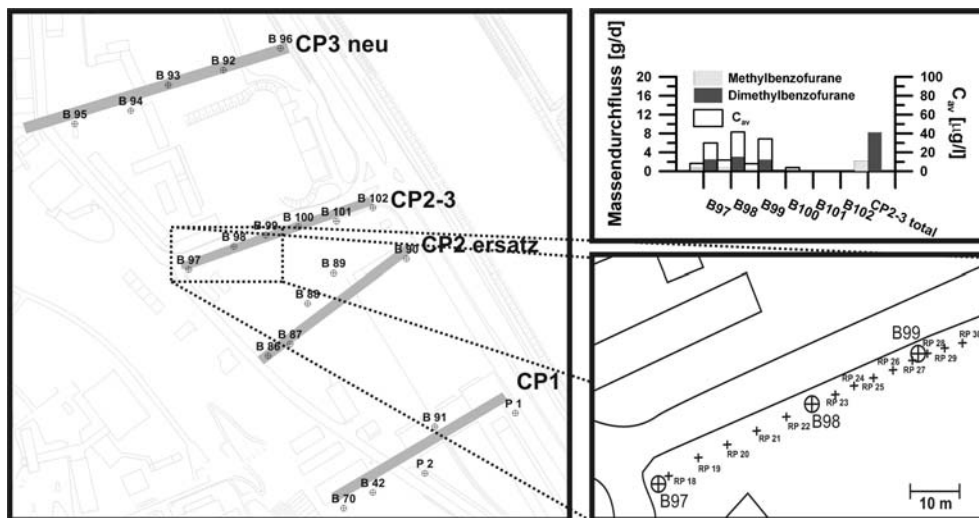 B 96
CP3 neu
B 92
B 93
B 94
B 95
B 102
CP2-3
B 101
B 100
B 99
B 98
B 97
CP2 ersatz
B 90
B 89
B 88
B 87
B 86
CP1
P 1
B 91
P 2
B 42
B 70
Massendurchfluss [g/d]
20
16
12
8
4
0
Methylbenzofurane
Dimethylbenzofurane
Cav
100
80
60
40
20
0
Cav [µg/l]
B97
B98
B99
B100
B101
B102
CP2-3 total
B99
RP 30
RP 28
RP 29
RP 26
RP 27
RP 24
RP 25
RP 23
B98
RP 22
RP 21
RP 20
RP 19
RP 18
B97
10 m